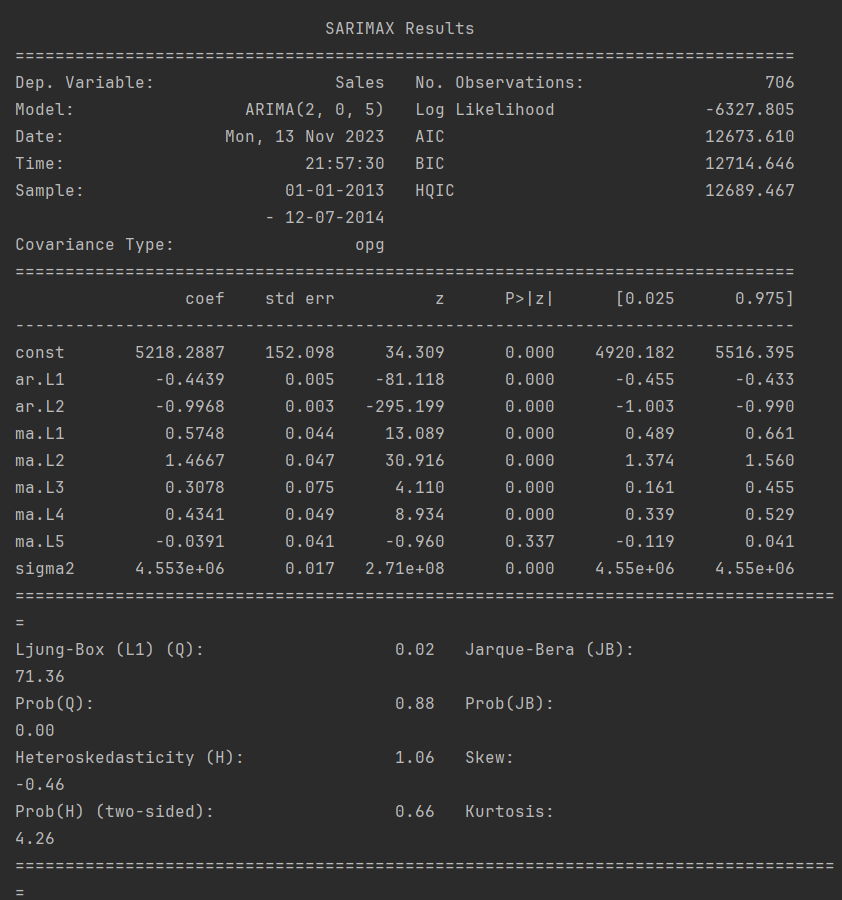 SARIMAX Results
==============================================================================
Dep. Variable:                  Sales   No. Observations:                  706
Model:                 ARIMA(2, 0, 5)   Log Likelihood               -6327.805
Date:                Mon, 13 Nov 2023   AIC                          12673.610
Time:                        21:57:30   BIC                          12714.646
Sample:                    01-01-2013   HQIC                         12689.467
                         - 12-07-2014
Covariance Type:                  opg
==============================================================================
                 coef    std err          z      P>|z|      [0.025      0.975]
------------------------------------------------------------------------------
const       5218.2887    152.098     34.309      0.000    4920.182    5516.395
ar.L1         -0.4439      0.005    -81.118      0.000      -0.455      -0.433
ar.L2         -0.9968      0.003   -295.199      0.000      -1.003      -0.990
ma.L1          0.5748      0.044     13.089      0.000       0.489       0.661
ma.L2          1.4667      0.047     30.916      0.000       1.374       1.560
ma.L3          0.3078      0.075      4.110      0.000       0.161       0.455
ma.L4          0.4341      0.049      8.934      0.000       0.339       0.529
ma.L5         -0.0391      0.041     -0.960      0.337      -0.119       0.041
sigma2      4.553e+06      0.017   2.71e+08      0.000    4.55e+06    4.55e+06
==================================================================================
=
Ljung-Box (L1) (Q):                   0.02   Jarque-Bera (JB):
71.36
Prob(Q):                              0.88   Prob(JB):
0.00
Heteroskedasticity (H):               1.06   Skew:
-0.46
Prob(H) (two-sided):                  0.66   Kurtosis:
4.26
==================================================================================
=